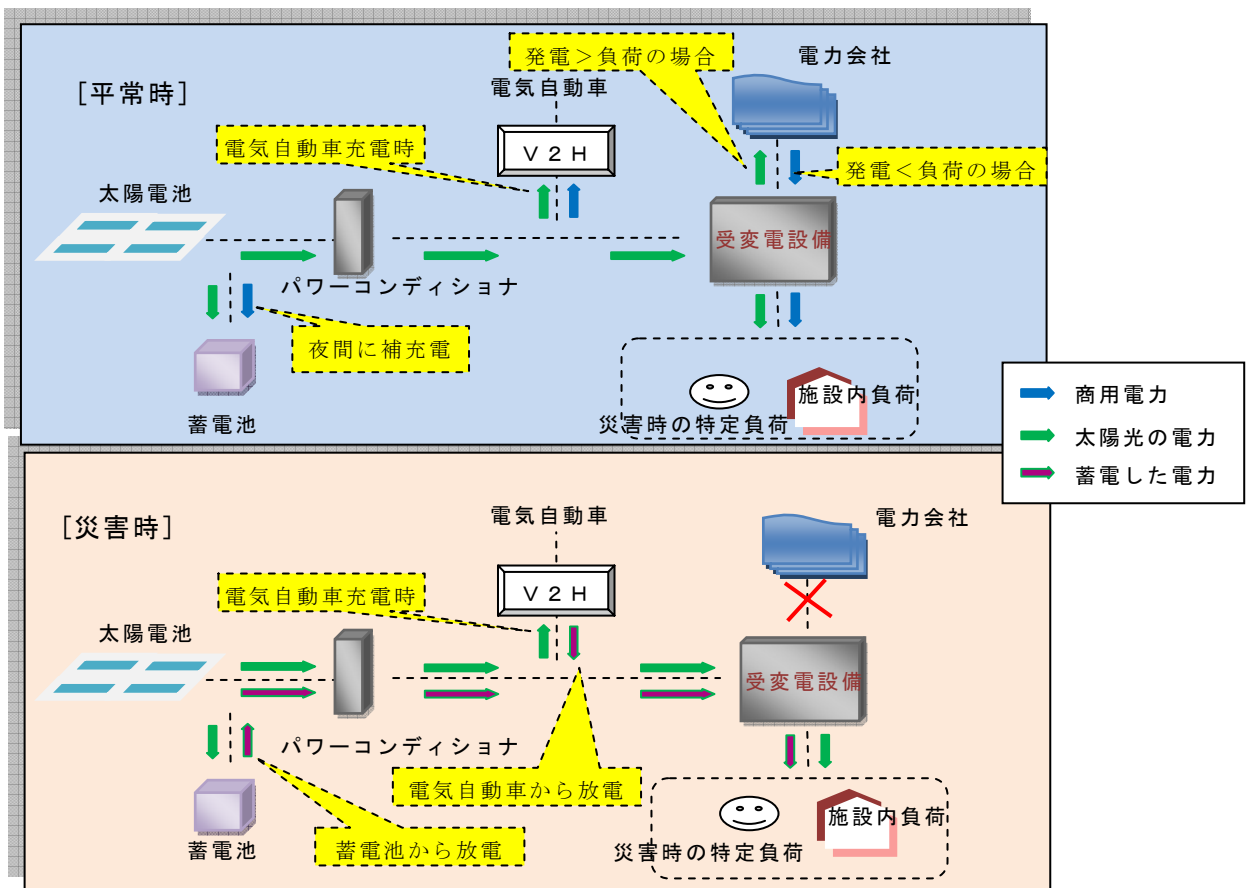 [平常時]
発電>負荷の場合
電力会社
電気自動車
電気自動車充電時
V2H
発電<負荷の場合
太陽電池
受変電設備
パワーコンディショナ
夜間に補充電
蓄電池
施設内負荷
災害時の特定負荷
商用電力
太陽光の電力
蓄電した電力
[災害時]
電気自動車
電力会社
電気自動車充電時
V2H
太陽電池
受変電設備
パワーコンディショナ
電気自動車から放電
蓄電池から放電
蓄電池
施設内負荷
災害時の特定負荷